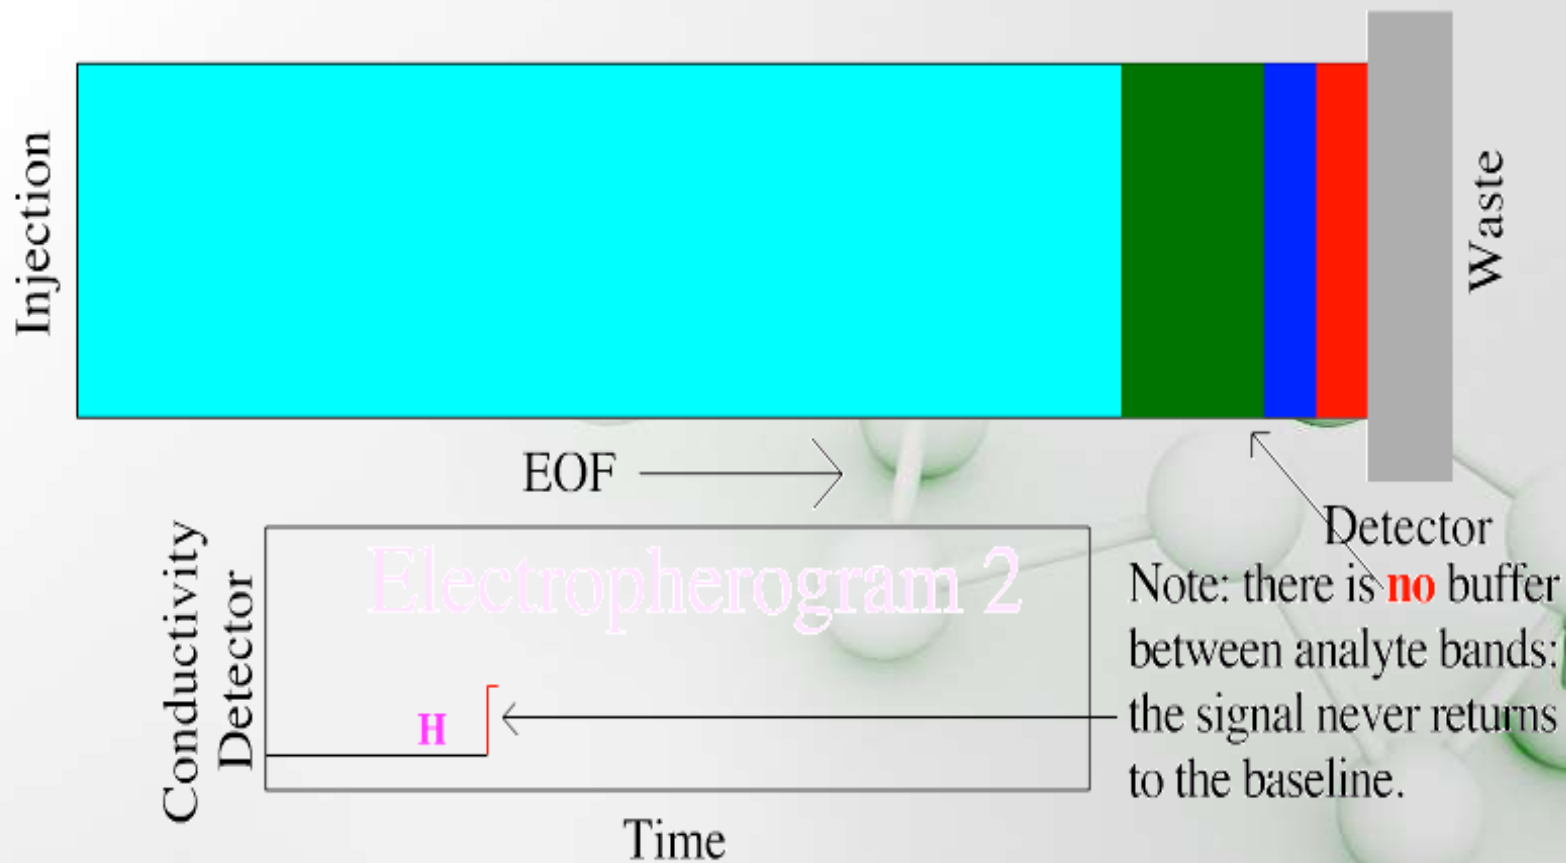 Injection
Waste
EOF
Detector
Conductivity
Detector
Electropherogram 2
H
Time
Note: there is no buffer
between analyte bands:
the signal never returns
to the baseline.